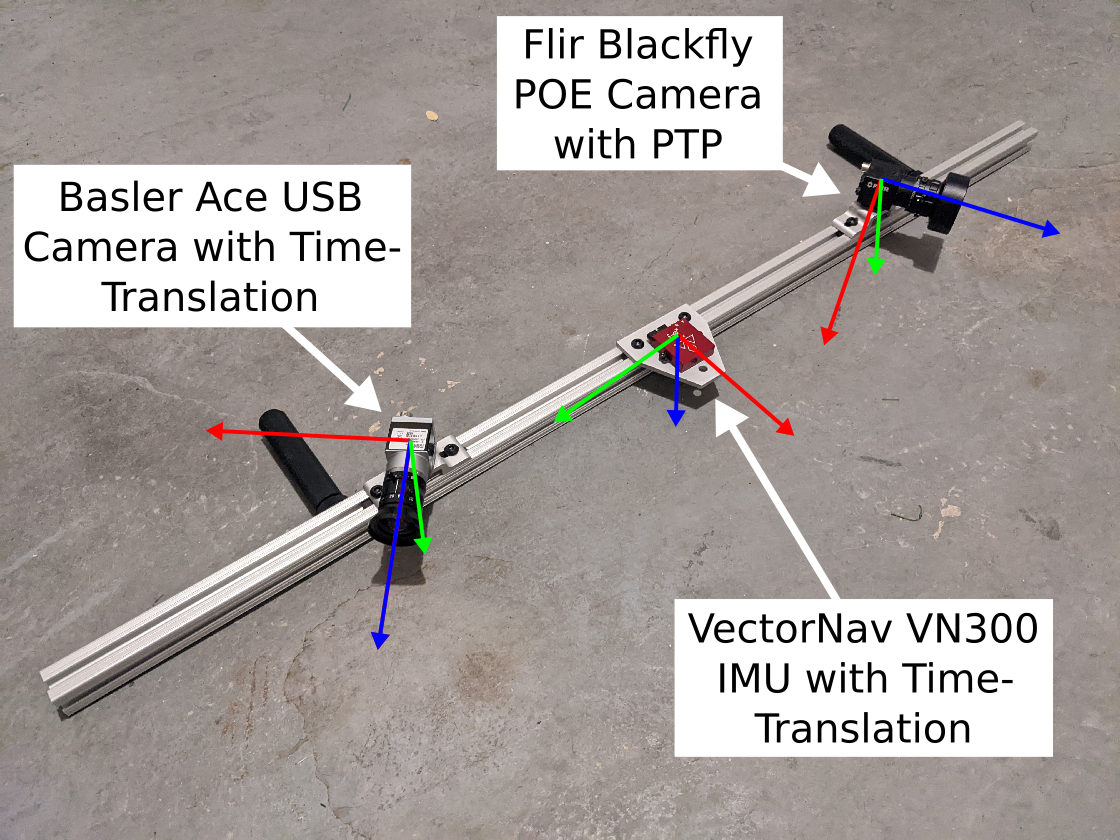 Flir Blackfly
POE Camera
with PTP
Basler Ace USB
Camera with Time-
Translation
VectorNav VN300
IMU with Time-
Translation